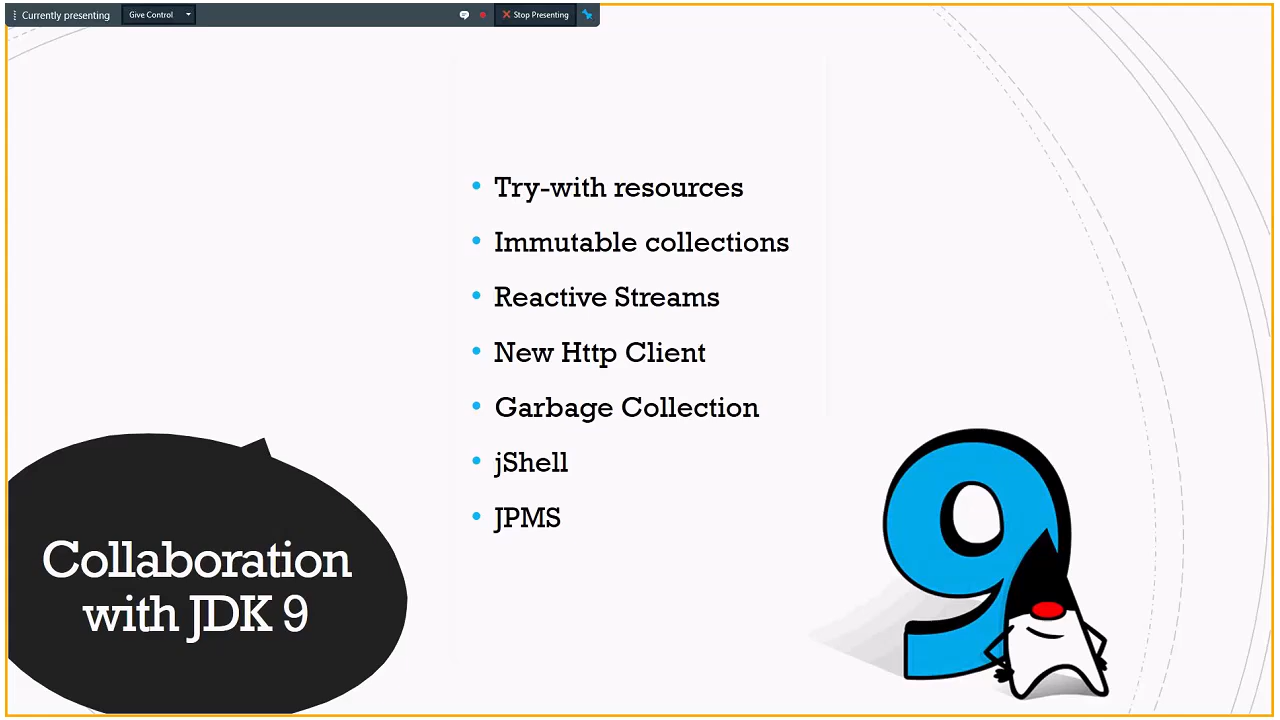 Currently presenting
Give Control
Stop Presenting
• Try-with resources
• Immutable collections
• Reactive Streams
• New Http Client
• Garbage Collection
• jShell
• JPMS
Collaboration
with JDK 9
9